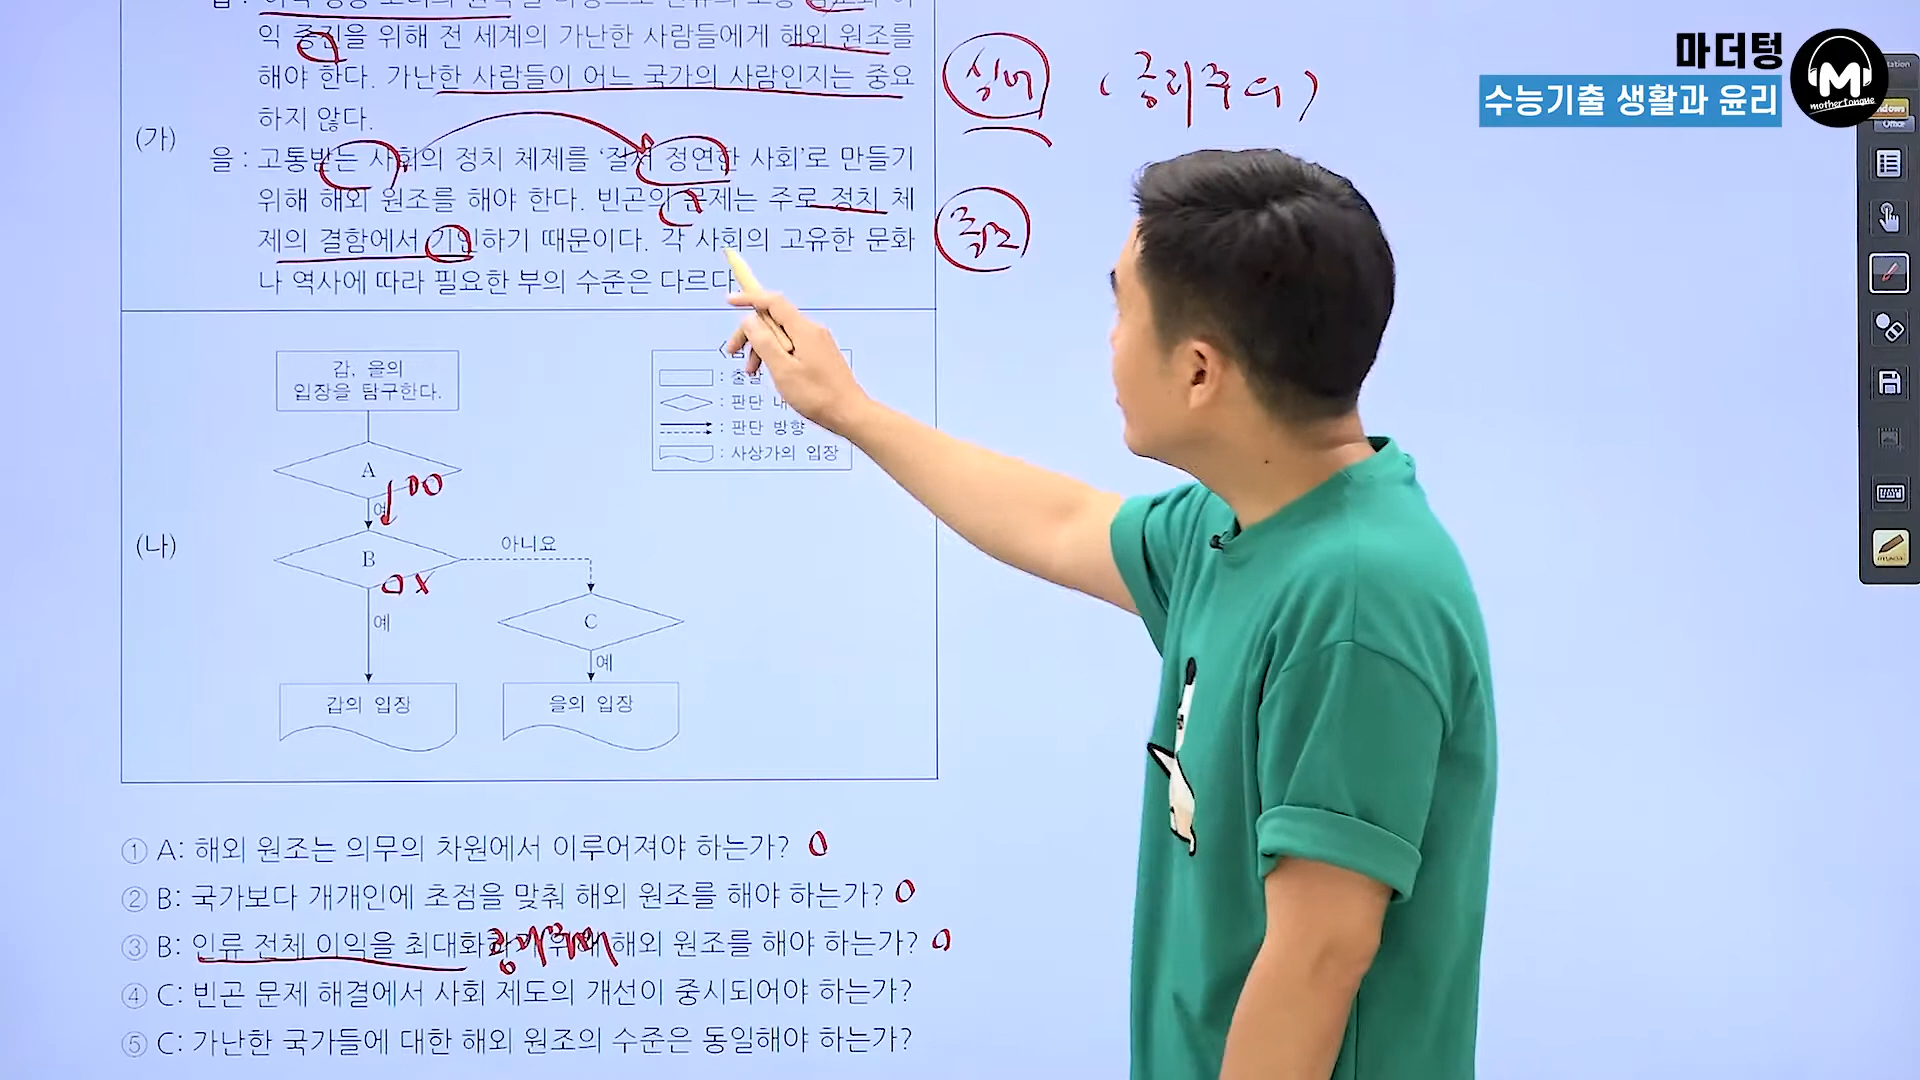 익 증진을 위해 전 세계의 가난한 사람들에게 해외 원조를
해야 한다. 가난한 사람들이 어느 국가의 사람인지는 중요
하지 않다.
(가)
을 : 고통받는 사회의 정치 체제를 ‘질서 정연한 사회’로 만들기
위해 해외 원조를 해야 한다. 빈곤의 문제는 주로 정치 체
제의 결함에서 기인하기 때문이다. 각 사회의 고유한 문화
나 역사에 따라 필요한 부의 수준은 다르다.
싱어 (공리주의)
롤즈
마더텅
수능기출 생활과 윤리
M
mothertongue
(나)
갑, 을의
입장을 탐구한다.
A
예
OO
B
OX
아니요
예
C
예
갑의 입장
을의 입장
: 출발
: 판단 내
: 판단 방향
: 사상가의 입장
① A: 해외 원조는 의무의 차원에서 이루어져야 하는가? O
② B: 국가보다 개개인에 초점을 맞춰 해외 원조를 해야 하는가? O
③ B: 인류 전체 이익을 최대화하기 위해 해외 원조를 해야 하는가? O
④ C: 빈곤 문제 해결에서 사회 제도의 개선이 중시되어야 하는가?
⑤ C: 가난한 국가들에 대한 해외 원조의 수준은 동일해야 하는가?